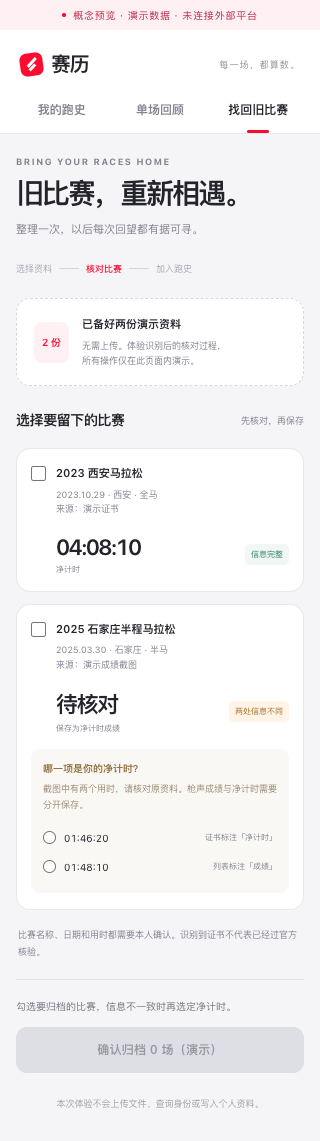 概念预览 · 演示数据 · 未连接外部平台
赛历
每一场，都算数。
我的跑史 单场回顾 找回旧比赛
BRING YOUR RACES HOME
旧比赛，重新相遇。
整理一次，以后每次回望都有据可寻。
选择资料 核对比赛 加入跑史
2 份
已备好两份演示资料
无需上传。体验识别后的核对过程，
所有操作仅在此页面内演示。
选择要留下的比赛
先核对，再保存
2023 西安马拉松
2023.10.29 · 西安 · 全马
来源：演示证书
04:08:10
净计时
信息完整
2025 石家庄半程马拉松
2025.03.30 · 石家庄 · 半马
来源：演示成绩截图
待核对
保存为净计时成绩
两处信息不同
哪一项是你的净计时？
截图中有两个用时，请核对原资料。枪声成绩与净计时需要
分开保存。
01:46:20 证书标注「净计时」
01:48:10 列表标注「成绩」
比赛名称、日期和用时都需要本人确认。识别到证书不代表已经过官方
核验。
勾选要归档的比赛，信息不一致时再选定净计时。
确认归档 0 场（演示）
本次体验不会上传文件、查询身份或写入个人资料。